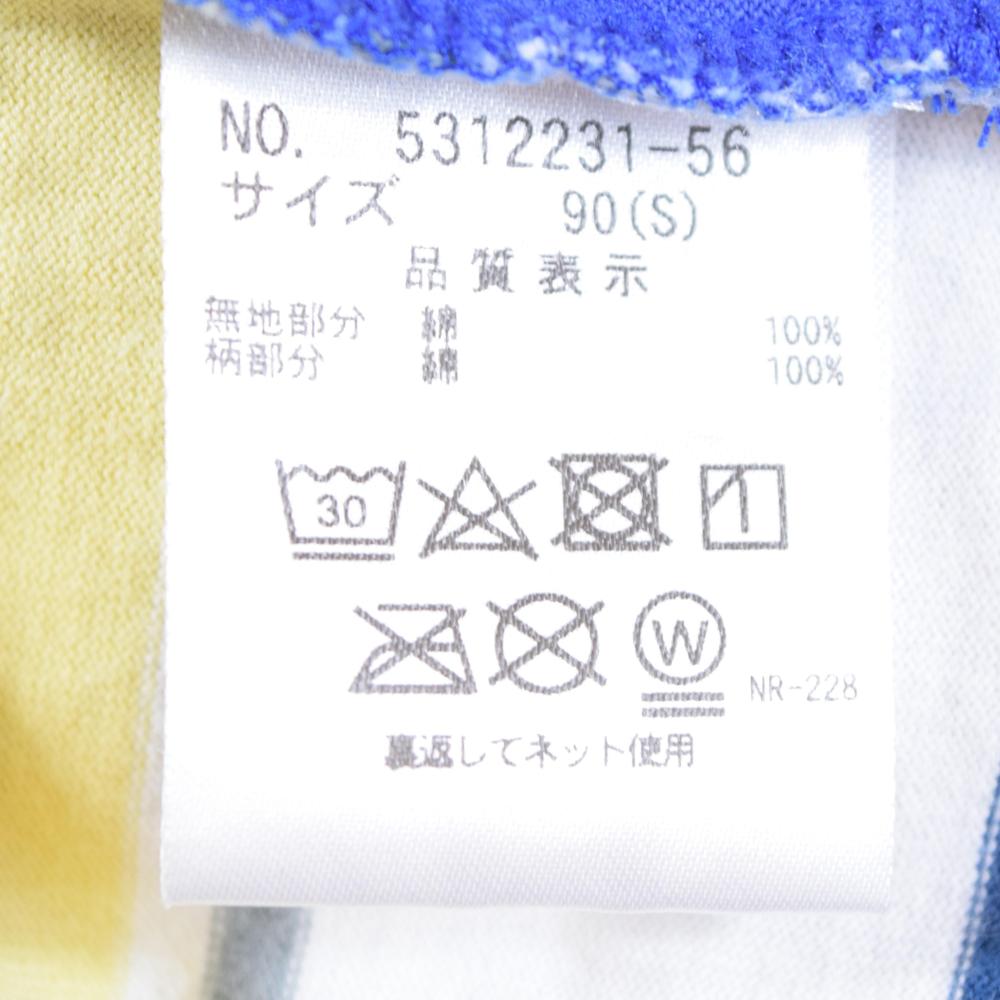 NO. 5312231-56
サイズ 90(S)
品質表示
無地部分 綿 100%
柄部分 綿 100%
30
W NR-228
裏返してネット使用